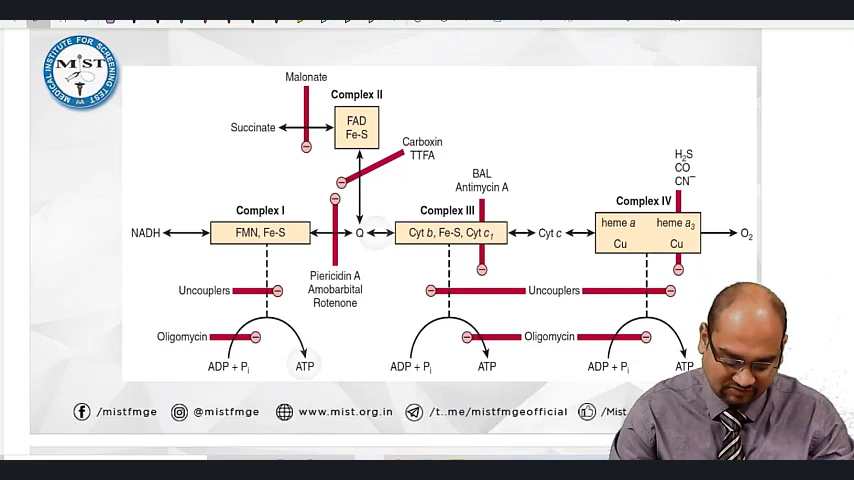 MEDICAL INSTITUTE FOR SCREENING TEST
MIST
Malonate
Complex II
Succinate
FAD
Fe-S
Carboxin
TTFA
BAL
Antimycin A
H2S
CO
CN−
Complex I
Complex III
Complex IV
NADH
FMN, Fe-S
Q
Cyt b, Fe-S, Cyt c1
Cyt c
heme a
heme a3
Cu
Cu
O2
Piericidin A
Amobarbital
Rotenone
Uncouplers
Uncouplers
Oligomycin
Oligomycin
ADP + Pi
ATP
ADP + Pi
ATP
ADP + Pi
ATP
/mistfmge
@mistfmge
www.mist.org.in
/t..me/mistfmgeofficial
/Mis